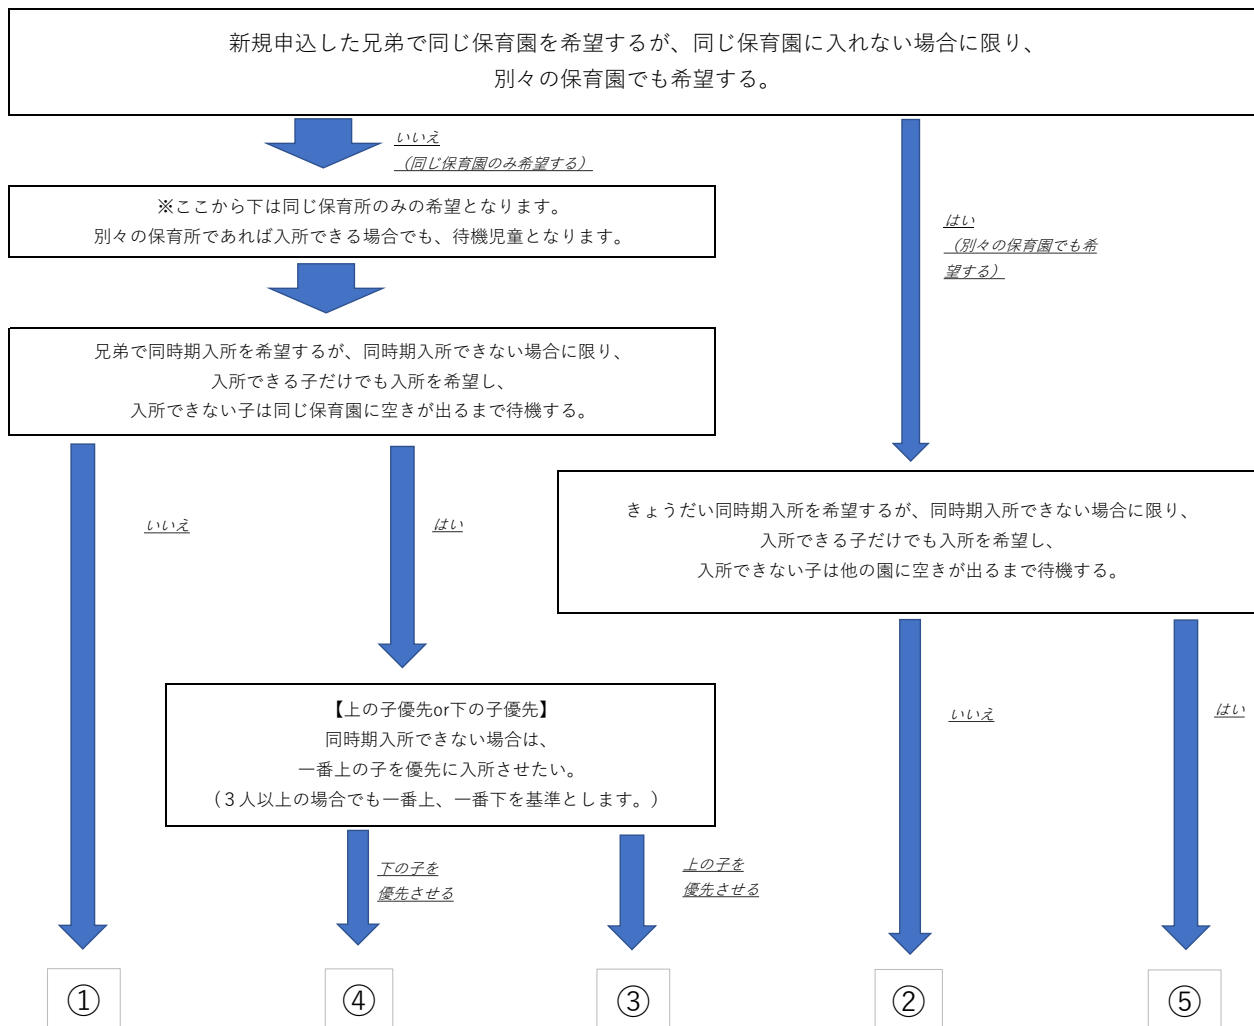 新規申込した兄弟で同じ保育園を希望するが、同じ保育園に入れない場合に限り、
別々の保育園でも希望する。
いいえ
（同じ保育園のみ希望する）
※ここから下は同じ保育所のみの希望となります。
別々の保育所であれば入所できる場合でも、待機児童となります。
はい
（別々の保育園でも希
望する）
兄弟で同時期入所を希望するが、同時期入所できない場合に限り、
入所できる子だけでも入所を希望し、
入所できない子は同じ保育園に空きが出るまで待機する。
いいえ
はい
きょうだい同時期入所を希望するが、同時期入所できない場合に限り、
入所できる子だけでも入所を希望し、
入所できない子は他の園に空きが出るまで待機する。
【上の子優先or下の子優先】
同時期入所できない場合は、
一番上の子を優先に入所させたい。
（３人以上の場合でも一番上、一番下を基準とします。）
いいえ
はい
下の子を
優先させる
上の子を
優先させる
①
④
③
②
⑤